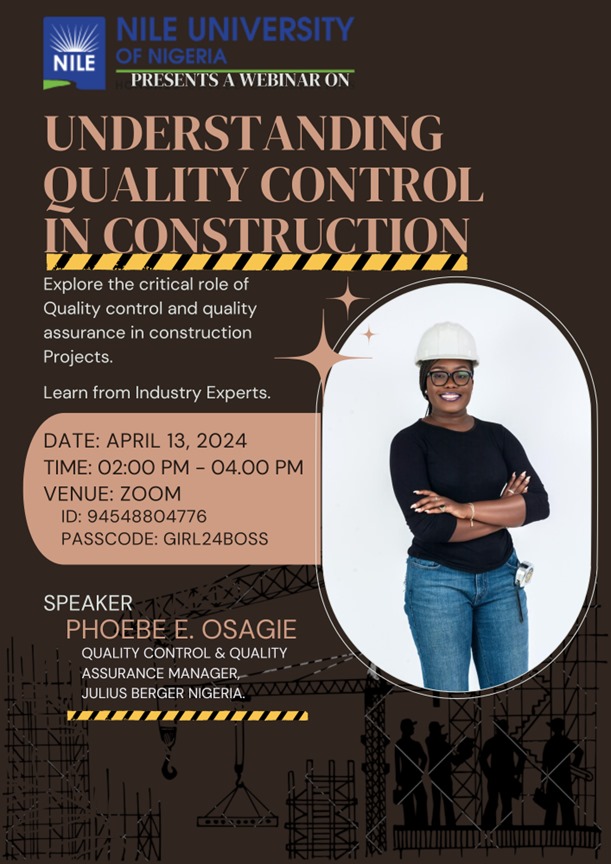 NILE UNIVERSITY
OF NIGERIA
NILE
PRESENTS A WEBINAR ON
UNDERSTANDING
QUALITY CONTROL
IN CONSTRUCTION
Explore the critical role of
Quality control and quality
assurance in construction
Projects.
Learn from Industry Experts.
DATE: APRIL 13, 2024
TIME: 02:00 PM - 04.00 PM
VENUE: ZOOM
ID: 94548804776
PASSCODE: GIRL24BOSS
SPEAKER
PHOEBE E. OSAGIE
QUALITY CONTROL & QUALITY
ASSURANCE MANAGER,
JULIUS BERGER NIGERIA.